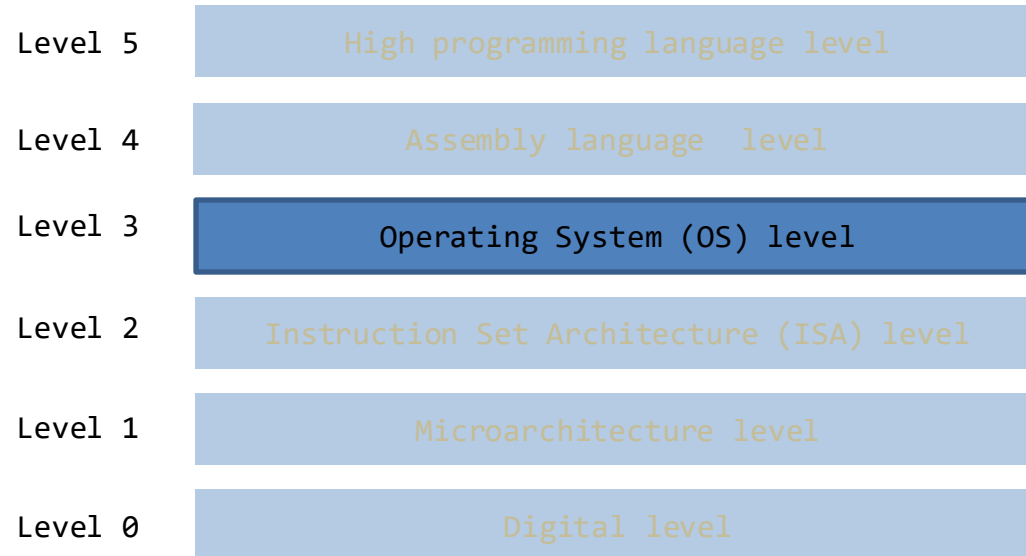 Level 5 High programming language level
Level 4 Assembly language level
Level 3 Operating System (OS) level
Level 2 Instruction Set Architecture (ISA) level
Level 1 Microarchitecture level
Level 0 Digital level